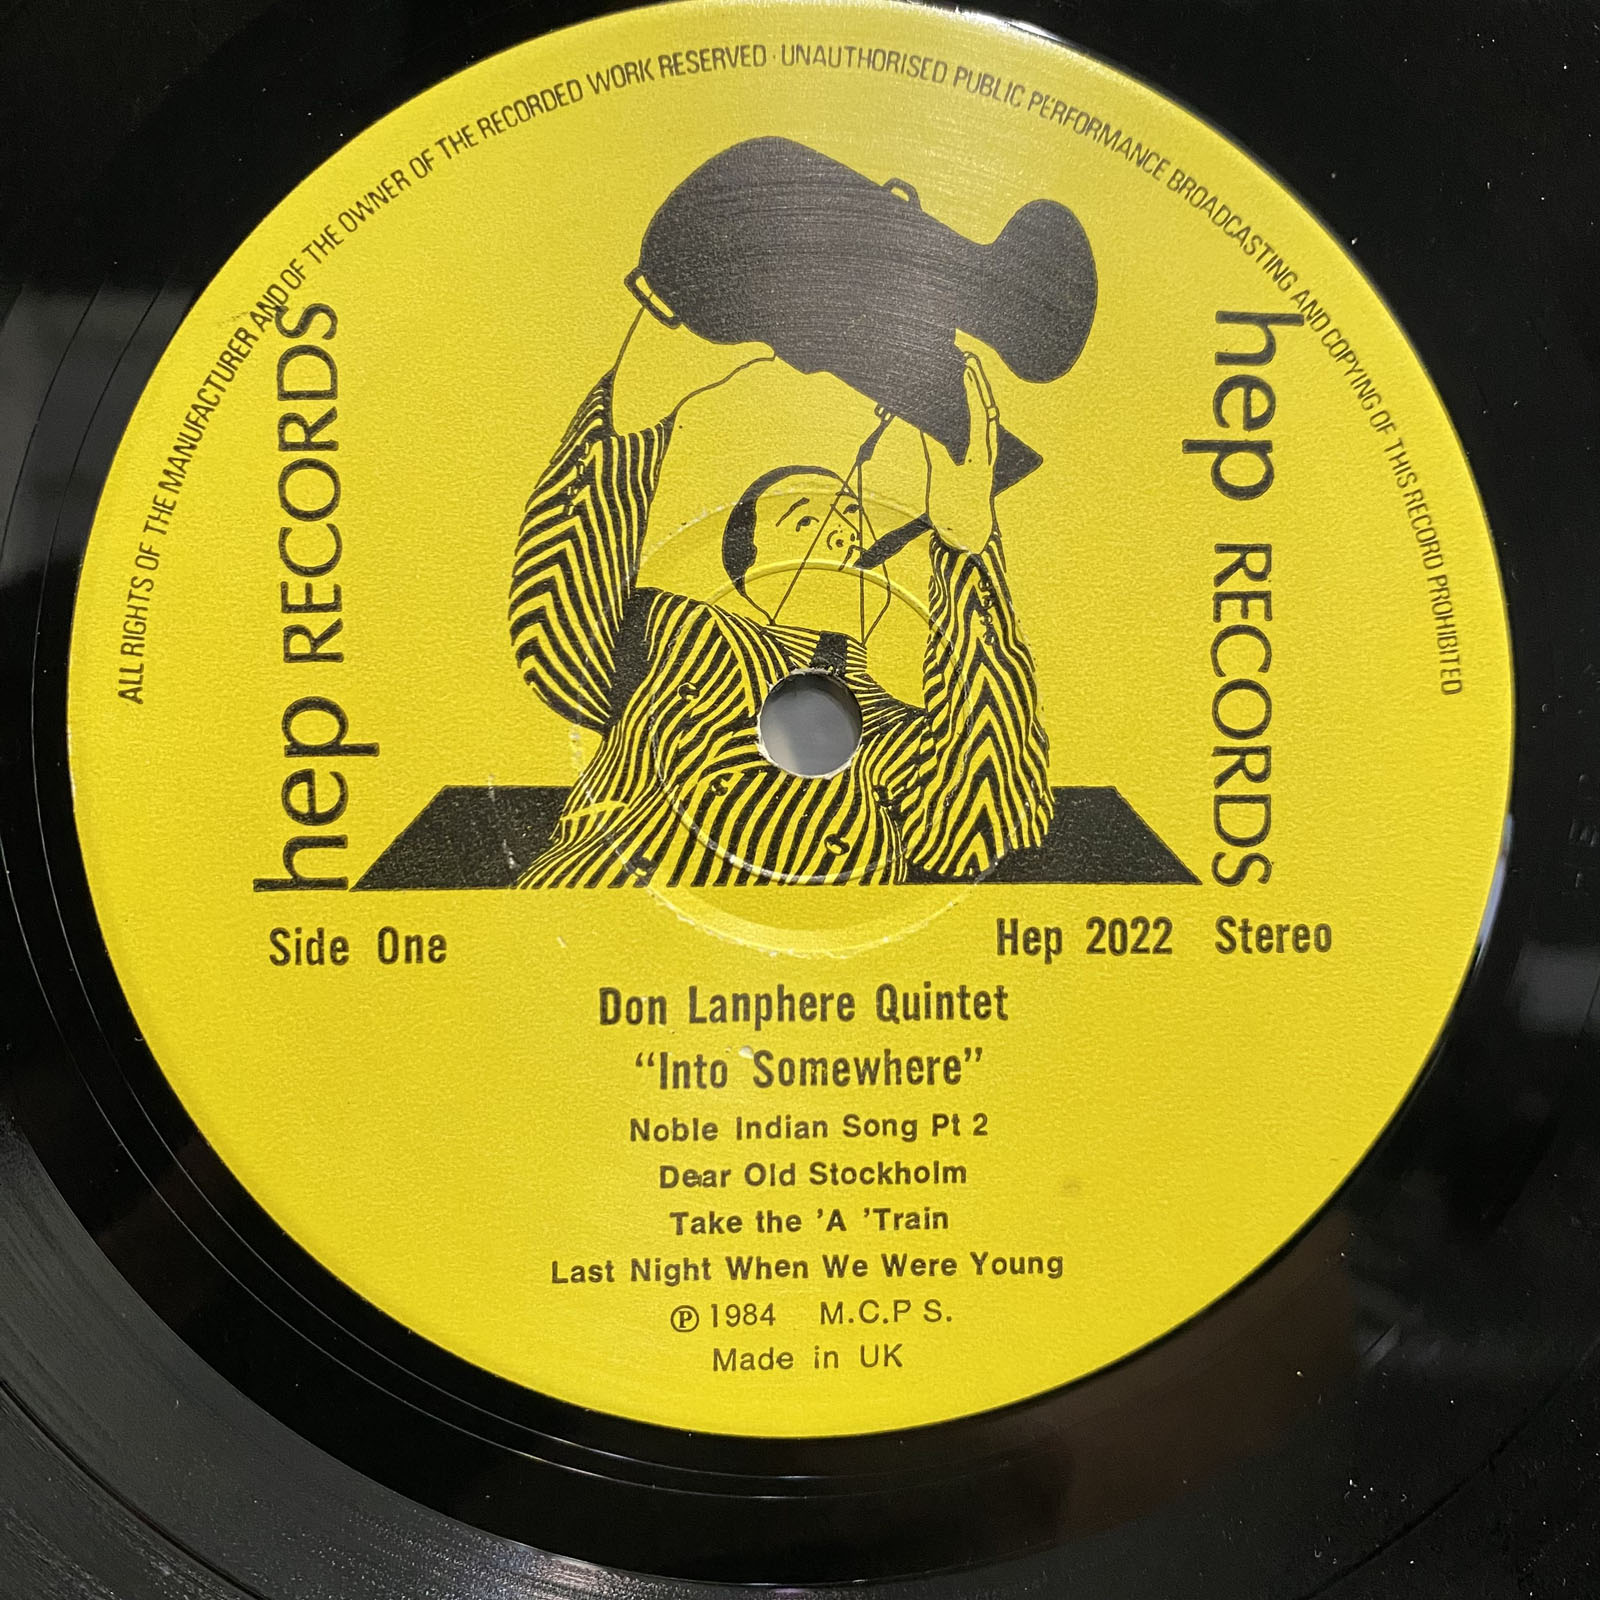 ALL RIGHTS OF THE MANUFACTURER AND OF THE OWNER OF THE RECORDED WORK RESERVED · UNAUTHORISED PUBLIC PERFORMANCE BROADCASTING AND COPYING OF THIS RECORD PROHIBITED
hep RECORDS
hep RECORDS
Side One
Hep 2022 Stereo
Don Lanphere Quintet
“Into Somewhere”
Noble Indian Song Pt 2
Dear Old Stockholm
Take the ’A ’Train
Last Night When We Were Young
℗ 1984 M.C.P S.
Made in UK